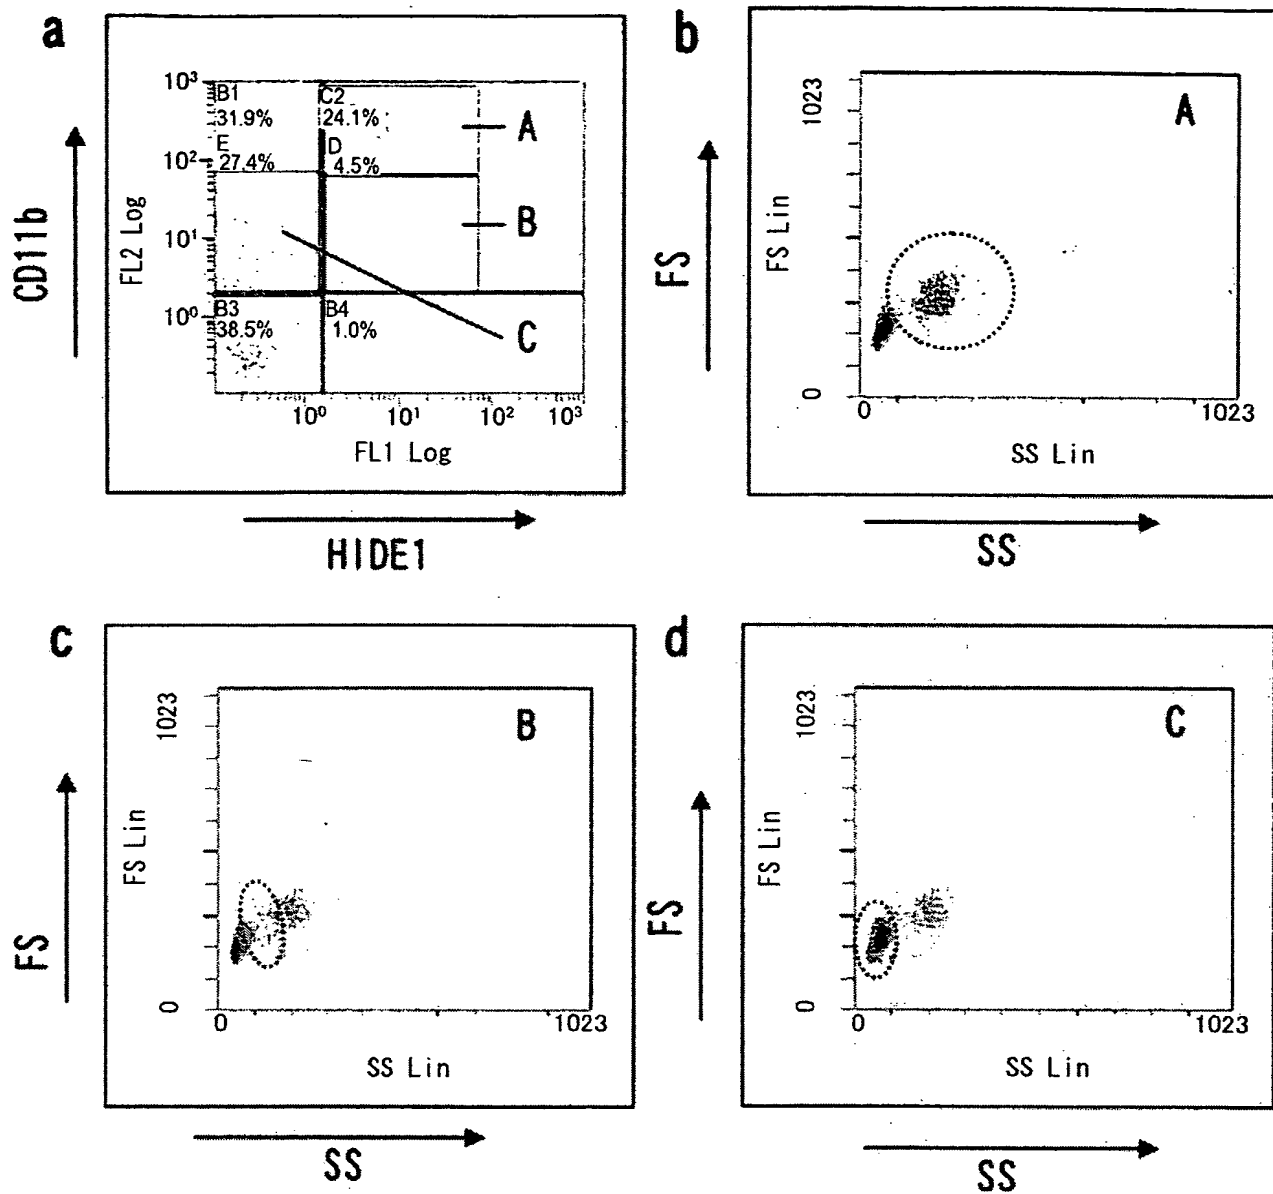 a
10³
B1
31.9%
C2
24.1%
A
10²
E
27.4%
D
4.5%
B
10¹
B3
38.5%
B4
1.0%
C
10⁰
10⁰ 10¹ 10² 10³
FL1 Log
FL2 Log
CD11b
HIDE1
b
A
1023
FS Lin
0
0 1023
SS Lin
FS
SS
c
B
1023
FS Lin
0
0 1023
SS Lin
FS
SS
d
C
1023
FS Lin
0
0 1023
SS Lin
FS
SS